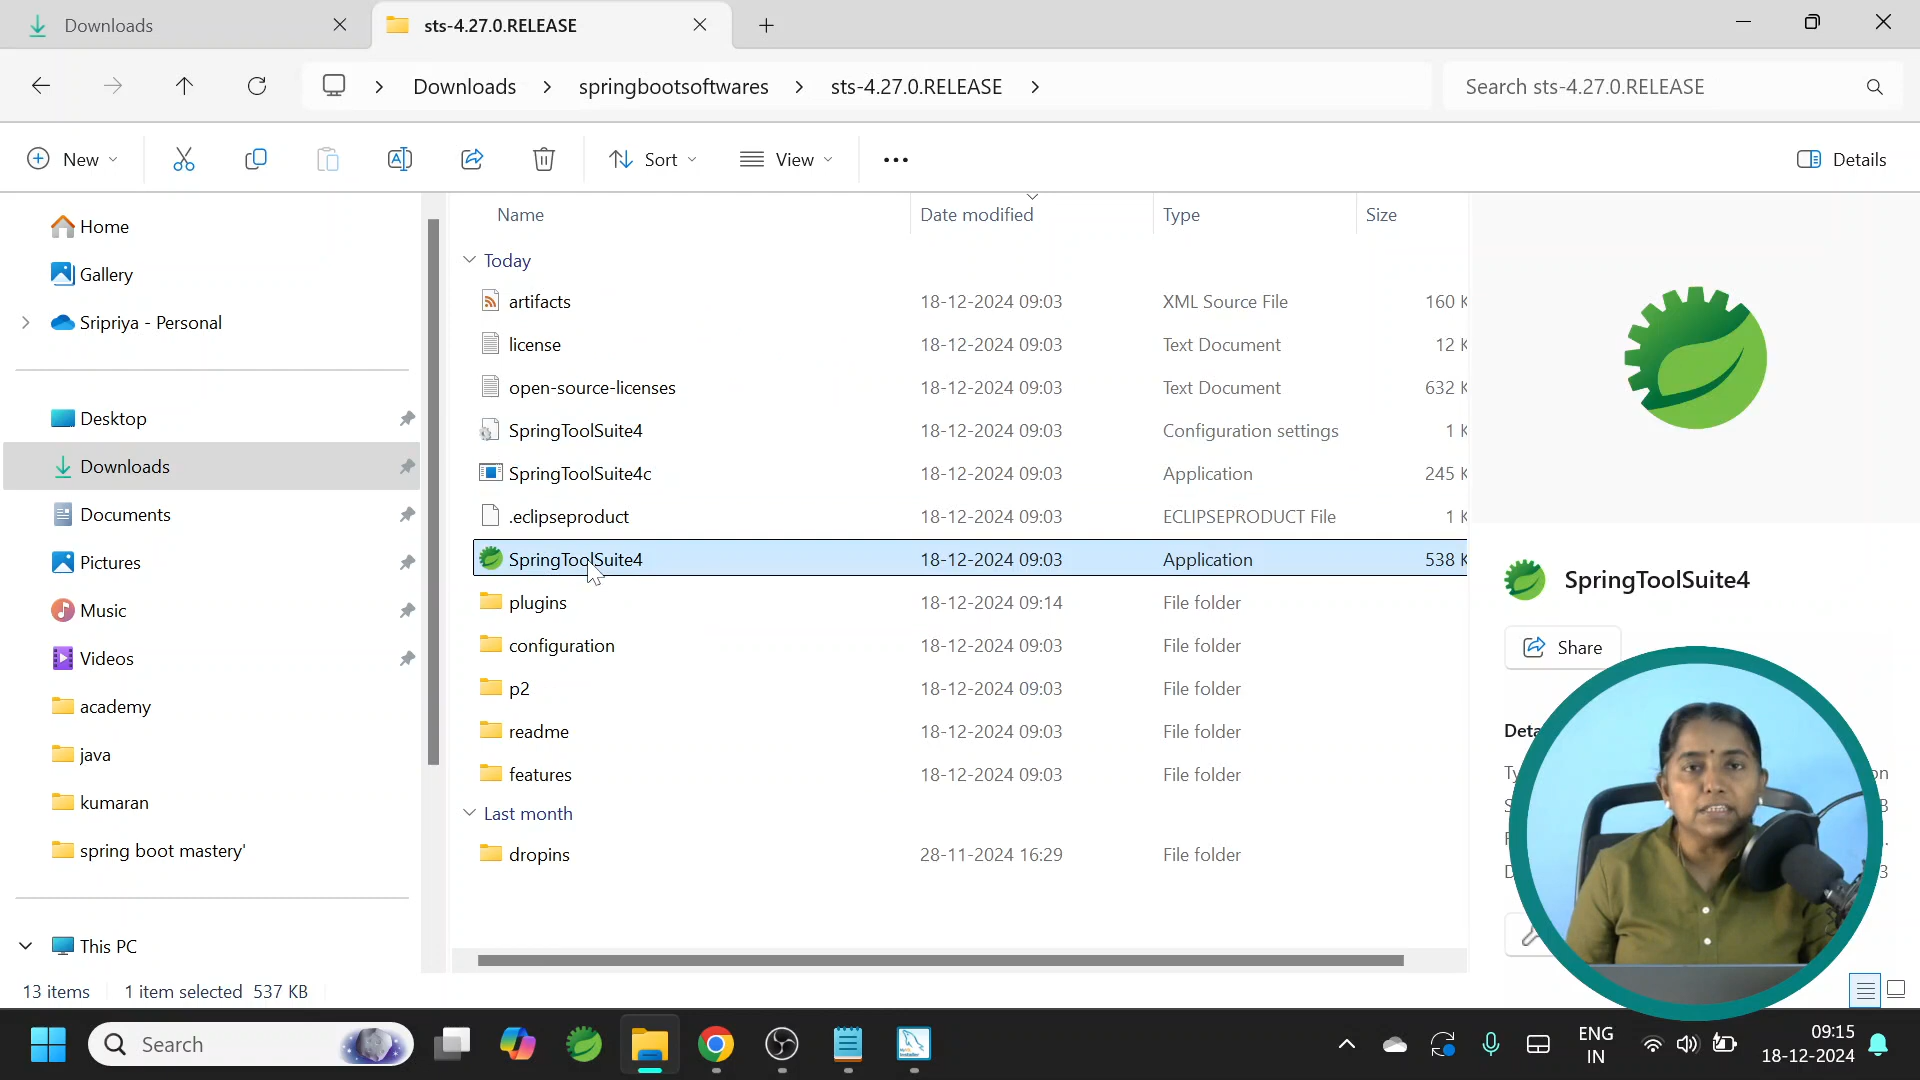 Downloads
sts-4.27.0.RELEASE
Downloads
springbootsoftwares
sts-4.27.0.RELEASE
Search sts-4.27.0.RELEASE
New
Sort
View
Details
Home
Gallery
Sripriya - Personal
Desktop
Downloads
Documents
Pictures
Music
Videos
academy
java
kumaran
spring boot mastery'
This PC
Name Date modified Type Size
Today
artifacts 18-12-2024 09:03 XML Source File 160 K
license 18-12-2024 09:03 Text Document 12 K
open-source-licenses 18-12-2024 09:03 Text Document 632 K
SpringToolSuite4 18-12-2024 09:03 Configuration settings 1 K
SpringToolSuite4c 18-12-2024 09:03 Application 245 K
.eclipseproduct 18-12-2024 09:03 ECLIPSEPRODUCT File 1 K
SpringToolSuite4 18-12-2024 09:03 Application 538 K
plugins 18-12-2024 09:14 File folder
configuration 18-12-2024 09:03 File folder
p2 18-12-2024 09:03 File folder
readme 18-12-2024 09:03 File folder
features 18-12-2024 09:03 File folder
Last month
dropins 28-11-2024 16:29 File folder
SpringToolSuite4
Share
13 items 1 item selected 537 KB
Search
ENG
IN
09:15
18-12-2024